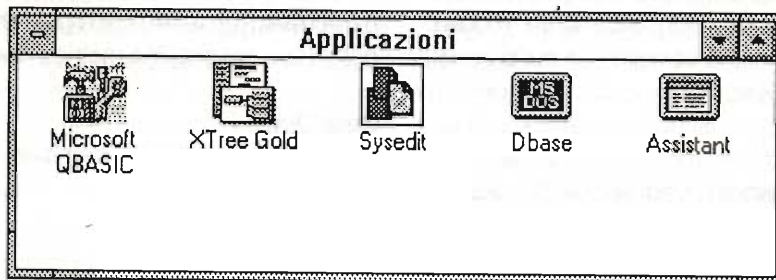 Applicazioni
Microsoft
QBASIC
XTree Gold
Sysedit
MS
DOS
Dbase
Assistant